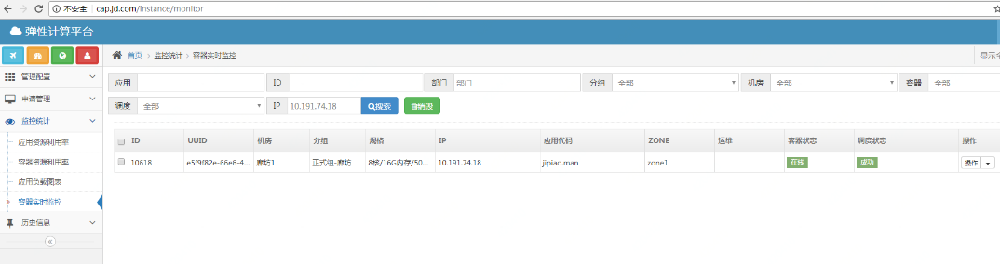 不安全 cap.jd.com/instance/monitor
弹性计算平台
首页 > 监控统计 > 容器实时监控
显示全
管理配置
申请管理
监控统计
应用资源利用率
容器资源利用率
应用负载图表
容器实时监控
历史信息
应用 ID 部门 部门 分组 全部 机房 全部 容器 全部
调度 全部 IP 10.191.74.18 搜索 销毁
ID UUID 机房 分组 规格 IP 应用代码 ZONE 运维 容器状态 调度状态 操作
10618 e5f9f82e-66e6-4... 廊坊1 正式组-廊坊 8核/16G内存/50... 10.191.74.18 jipiao.man zone1 在线 成功 操作